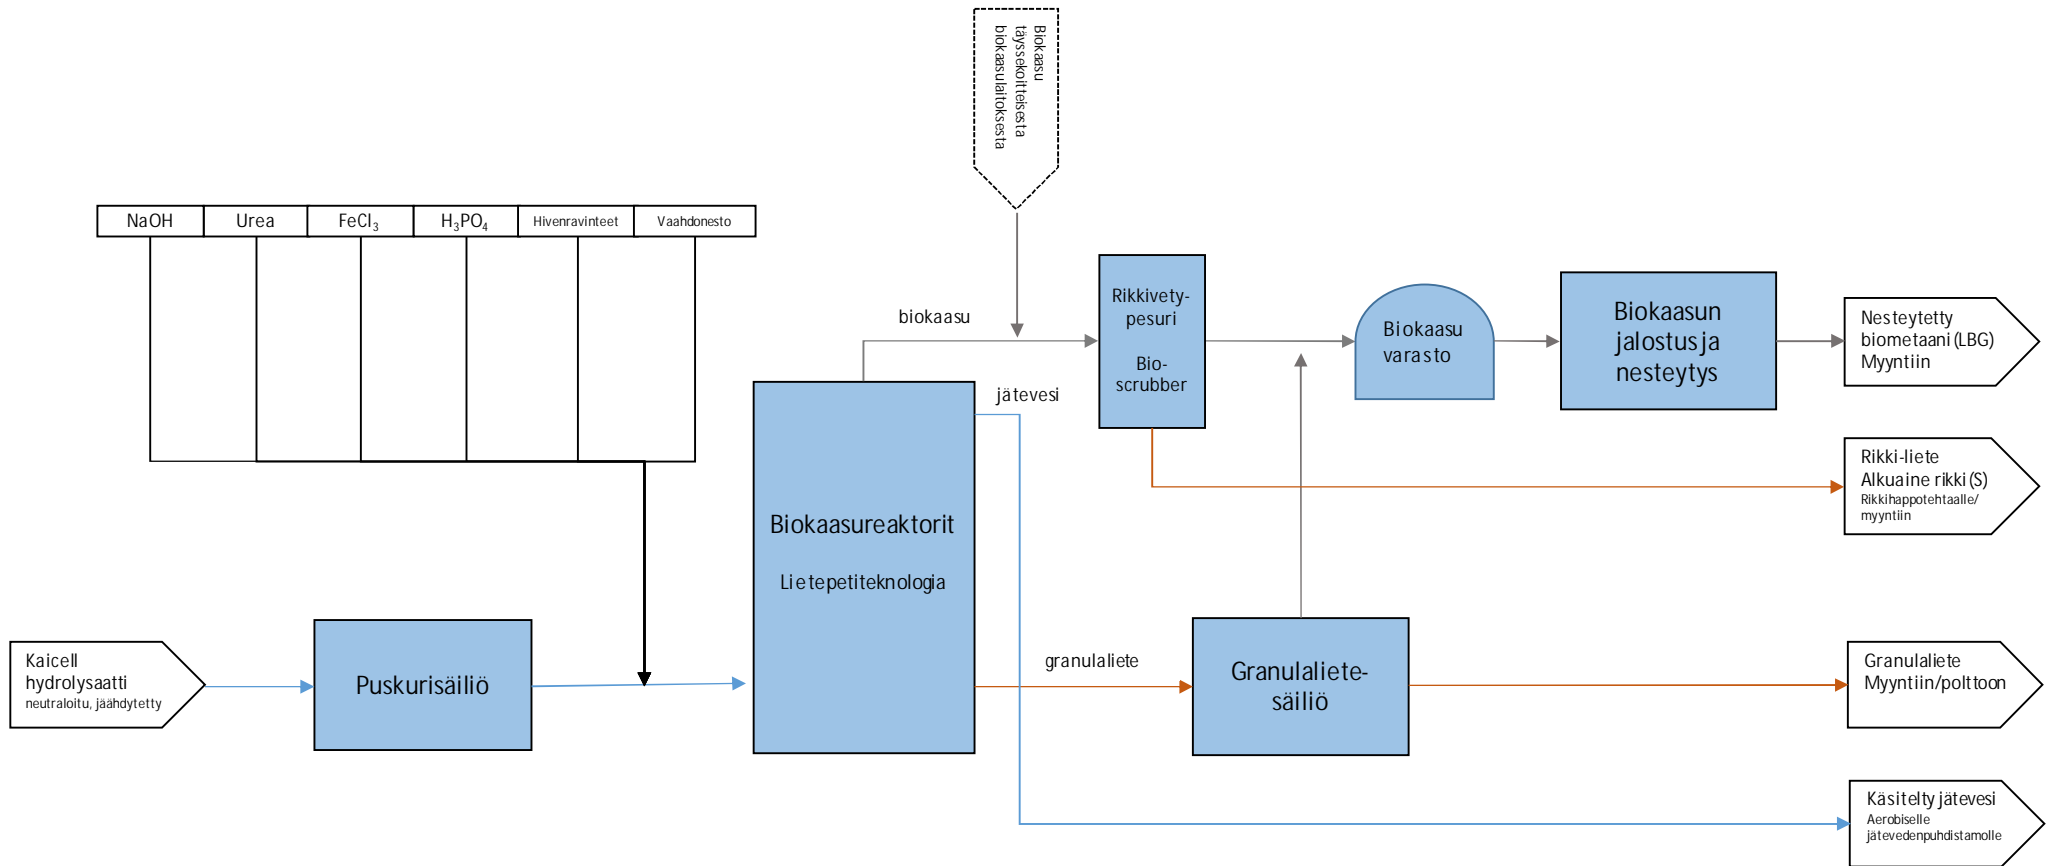 Biokaasu
täyssekoitteisesta
biokaasulaitoksesta
NaOH
Urea
FeCl₃
H₃PO₄
Hivenravinteet
Vaahdonesto
biokaasu
Rikkivety-
pesuri
Bio-
scrubber
Biokaasu
varasto
Biokaasun
jalostus ja
nesteytys
Nesteytetty
biometaani (LBG)
Myyntiin
jätevesi
Rikki-liete
Alkuaine rikki (S)
Rikkihappotehtaalle/
myyntiin
Biokaasureaktorit
Lietepetiteknologia
Kaicell
hydrolysaatti
neutraloitu, jäähdytetty
Puskurisäiliö
granulaliete
Granulaliete-
säiliö
Granulaliete
Myyntiin/polttoon
Käsitelty jätevesi
Aerobiselle
jätevedenpuhdistamolle